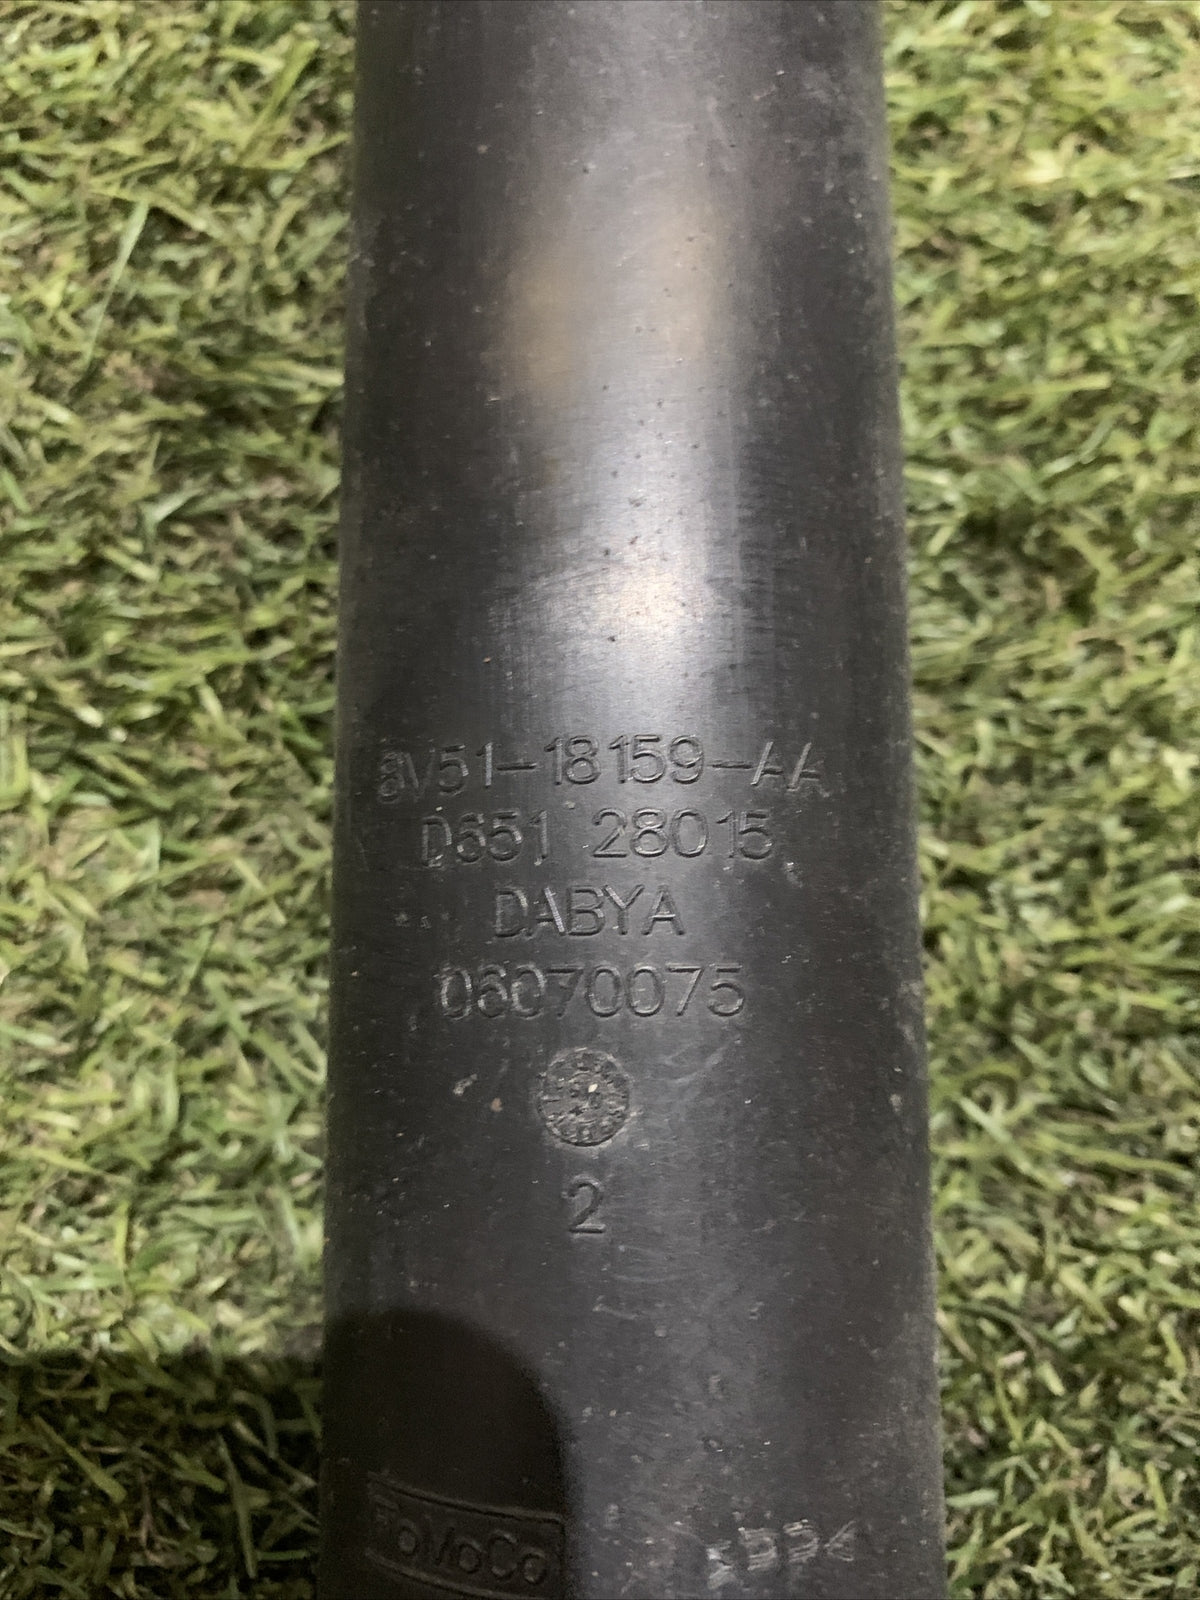 8V51-18159-AA
D651 28015
DABYA
06070075
2
FoMoCo